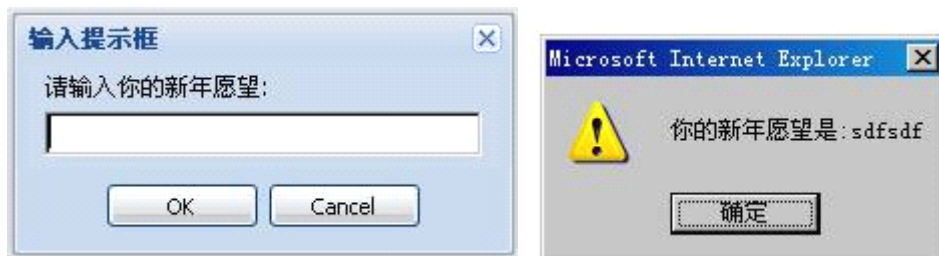 输入提示框
请输入你的新年愿望:
OK
Cancel
Microsoft Internet Explorer
你的新年愿望是:sdfsdf
确定